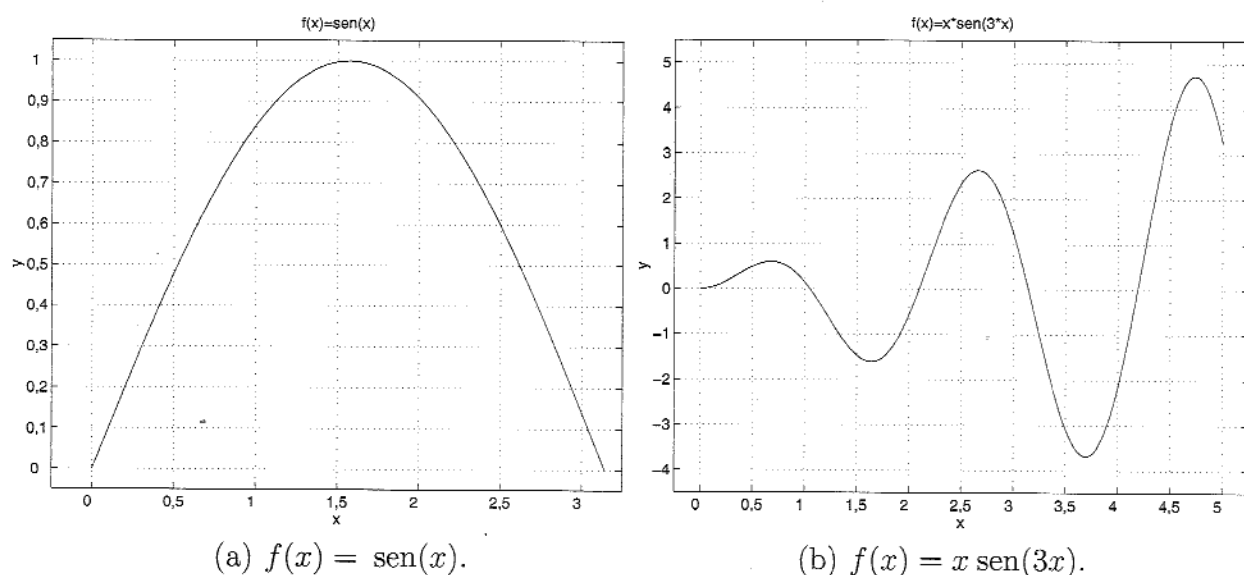 f(x)=sen(x)
1
0,9
0,8
0,7
0,6
y
0,5
0,4
0,3
0,2
0,1
0
0 0,5 1 1,5 2 2,5 3
x
(a) f(x) = sen(x).
f(x)=x*sen(3*x)
5
4
3
2
1
y
0
−1
−2
−3
−4
0 0,5 1 1,5 2 2,5 3 3,5 4 4,5 5
x
(b) f(x) = x sen(3x).